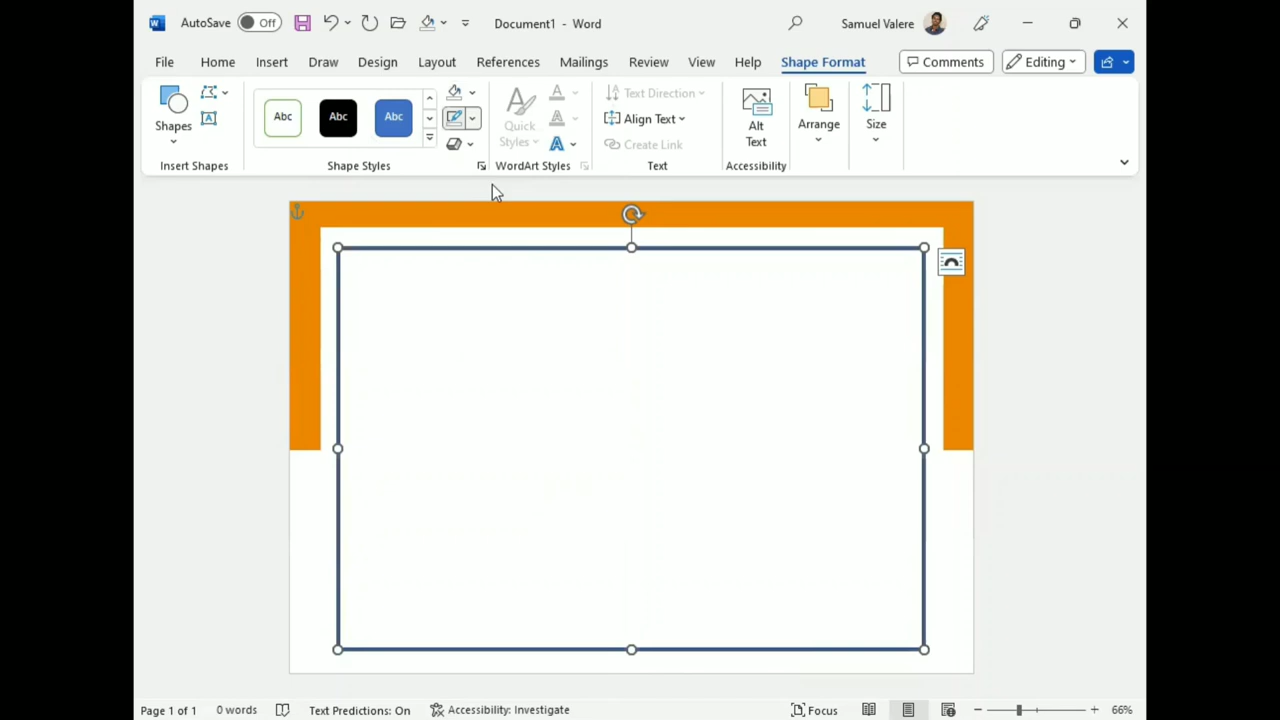 AutoSave Off Document1 - Word Samuel Valere
File Home Insert Draw Design Layout References Mailings Review View Help Shape Format Comments Editing
Shapes
Abc Abc Abc
Quick
Styles
Text Direction
Align Text
Create Link
Alt
Text
Arrange
Size
Insert Shapes Shape Styles WordArt Styles Text Accessibility
Page 1 of 1 0 words Text Predictions: On Accessibility: Investigate Focus 66%